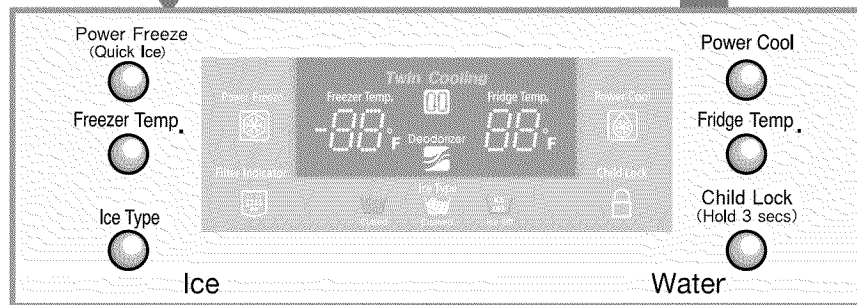 Power Freeze
(Quick Ice)
Freezer Temp.
Ice Type
Ice
Twin Cooling
Power Freeze
Freezer Temp.
Fridge Temp.
Power Cool
-88°F
88°F
Deodorizer
Filter Indicator
Ice Type
Child Lock
Power Cool
Fridge Temp.
Child Lock
(Hold 3 secs)
Water